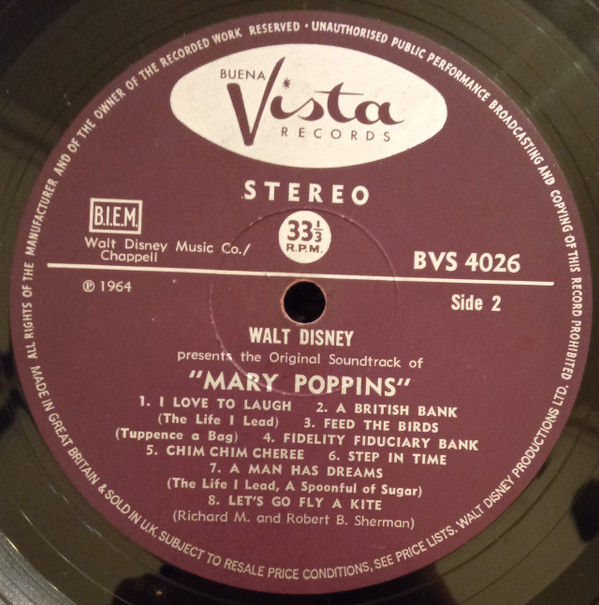 ALL RIGHTS OF THE MANUFACTURER AND OF THE OWNER OF THE RECORDED WORK RESERVED - UNAUTHORISED PUBLIC PERFORMANCE BROADCASTING AND COPYING OF THIS RECORD PROHIBITED.
BUENA
Vista
RECORDS
STEREO
B.I.E.M.
33⅓
R.P.M.
Walt Disney Music Co./
Chappell
BVS 4026
℗ 1964
Side 2
WALT DISNEY
presents the Original Soundtrack of
"MARY POPPINS"
1. I LOVE TO LAUGH 2. A BRITISH BANK
(The Life I Lead) 3. FEED THE BIRDS
(Tuppence a Bag) 4. FIDELITY FIDUCIARY BANK
5. CHIM CHIM CHEREE 6. STEP IN TIME
7. A MAN HAS DREAMS
(The Life I Lead, A Spoonful of Sugar)
8. LET'S GO FLY A KITE
(Richard M. and Robert B. Sherman)
MADE IN GREAT BRITAIN & SOLD IN U.K. SUBJECT TO RESALE PRICE CONDITIONS, SEE PRICE LISTS. WALT DISNEY PRODUCTIONS LTD.